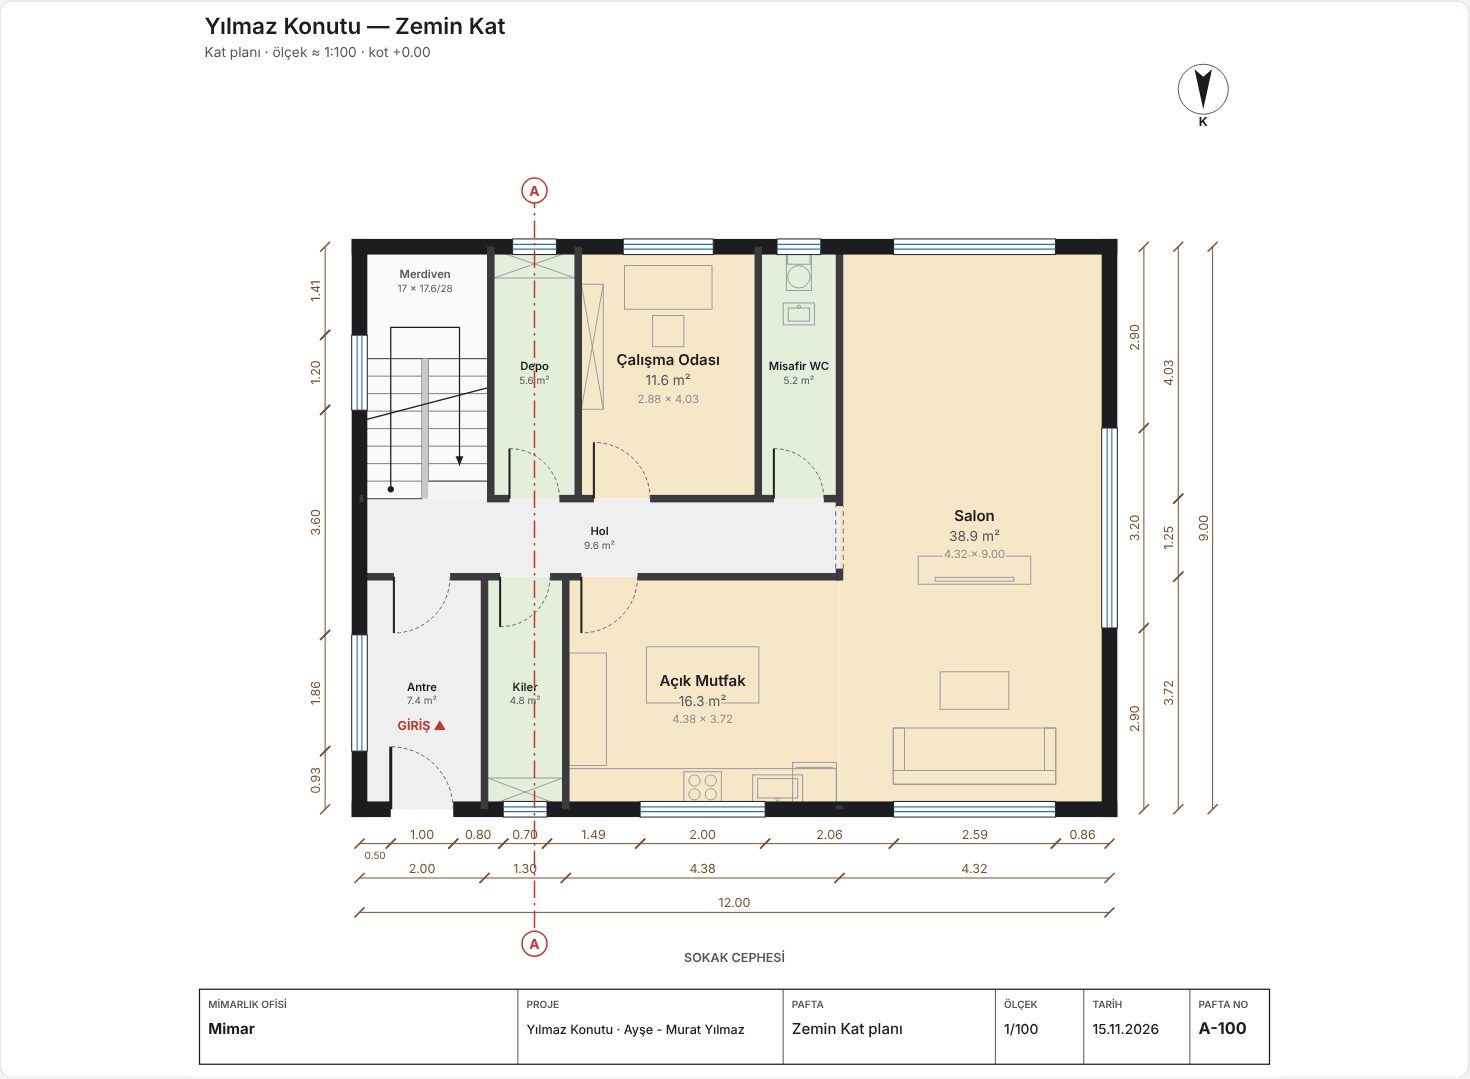 Yılmaz Konutu — Zemin Kat
Kat planı · ölçek ≈ 1:100 · kot +0.00
K
A
Merdiven
17 × 17.6/28
Depo
5.6 m²
Çalışma Odası
11.6 m²
2.88 × 4.03
Misafir WC
5.2 m²
Hol
9.6 m²
Salon
38.9 m²
4.32 × 9.00
Antre
7.4 m²
GİRİŞ
Kiler
4.8 m²
Açık Mutfak
16.3 m²
4.38 × 3.72
1.41
1.20
3.60
1.86
0.93
2.90
3.20
2.90
4.03
1.25
3.72
9.00
0.50
1.00
0.80
0.70
1.49
2.00
2.06
2.59
0.86
2.00
1.30
4.38
4.32
12.00
A
SOKAK CEPHESİ
MİMARLIK OFİSİ
Mimar
PROJE
Yılmaz Konutu · Ayşe - Murat Yılmaz
PAFTA
Zemin Kat planı
ÖLÇEK
1/100
TARİH
15.11.2026
PAFTA NO
A-100